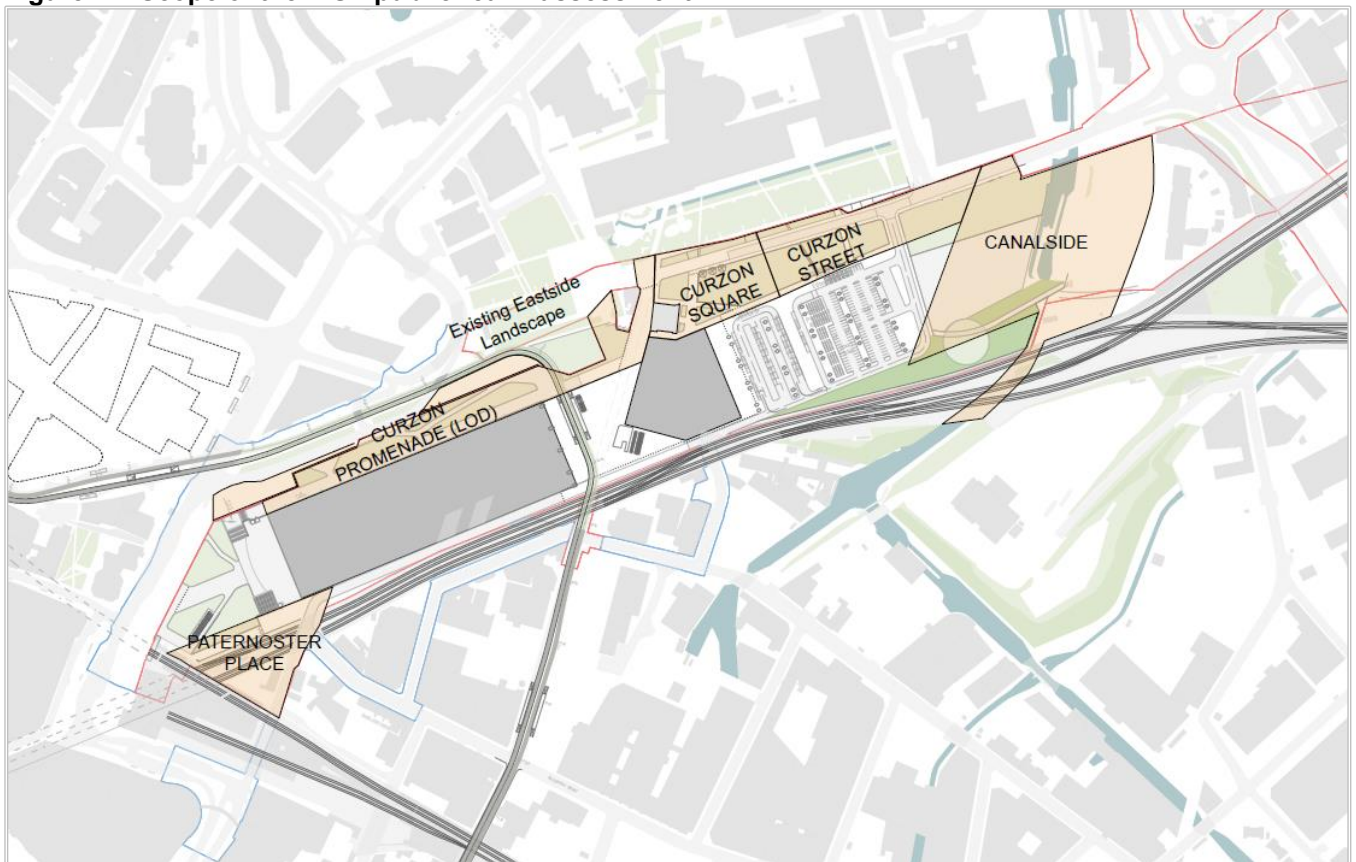 Existing Eastside
Landscape
CURZON
SQUARE
CURZON
STREET
CANALSIDE
CURZON
PROMENADE (LOD)
PATERNOSTER
PLACE